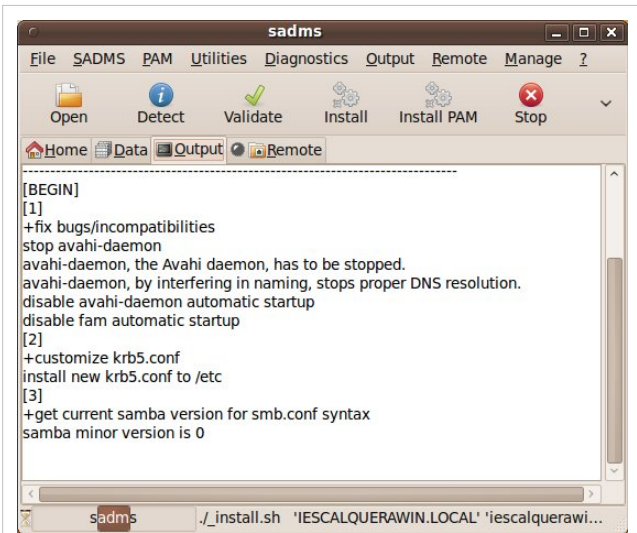 sadms
File SADMS PAM Utilities Diagnostics Output Remote Manage ?
Open Detect Validate Install Install PAM Stop
Home Data Output Remote
--------------------------------------------------------------------------------
[BEGIN]
[1]
+fix bugs/incompatibilities
stop avahi-daemon
avahi-daemon, the Avahi daemon, has to be stopped.
avahi-daemon, by interfering in naming, stops proper DNS resolution.
disable avahi-daemon automatic startup
disable fam automatic startup
[2]
+customize krb5.conf
install new krb5.conf to /etc
[3]
+get current samba version for smb.conf syntax
samba minor version is 0
sadms ./_install.sh 'IESCALQUERAWIN.LOCAL' 'iescalquerawi...